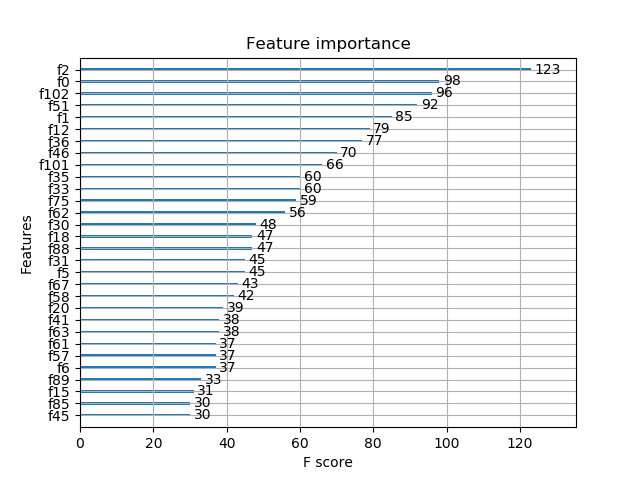 Feature importance
Features
f2 123
f0 98
f102 96
f51 92
f1 85
f12 79
f36 77
f46 70
f101 66
f35 60
f33 60
f75 59
f62 56
f30 48
f18 47
f88 47
f31 45
f5 45
f67 43
f58 42
f20 39
f41 38
f63 38
f61 37
f57 37
f6 37
f89 33
f15 31
f85 30
f45 30
0 20 40 60 80 100 120
F score